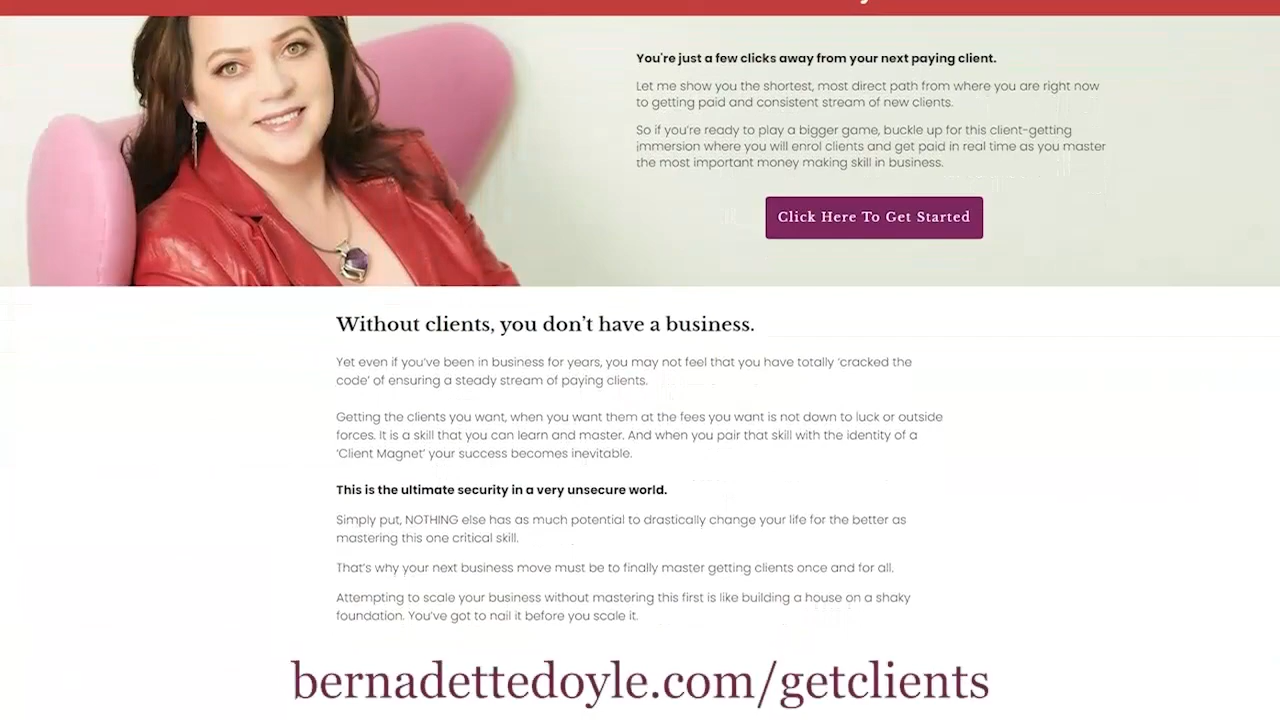 You're just a few clicks away from your next paying client.
Let me show you the shortest, most direct path from where you are right now
to getting paid and consistent stream of new clients.
So if you're ready to play a bigger game, buckle up for this client-getting
immersion where you will enrol clients and get paid in real time as you master
the most important money making skill in business.
Click Here To Get Started
Without clients, you don't have a business.
Yet even if you've been in business for years, you may not feel that you have totally 'cracked the
code' of ensuring a steady stream of paying clients.
Getting the clients you want, when you want them at the fees you want is not down to luck or outside
forces. It is a skill that you can learn and master. And when you pair that skill with the identity of a
'Client Magnet' your success becomes inevitable.
This is the ultimate security in a very unsecure world.
Simply put, NOTHING else has as much potential to drastically change your life for the better as
mastering this one critical skill.
That's why your next business move must be to finally master getting clients once and for all.
Attempting to scale your business without mastering this first is like building a house on a shaky
foundation. You've got to nail it before you scale it.
bernadettedoyle.com/getclients